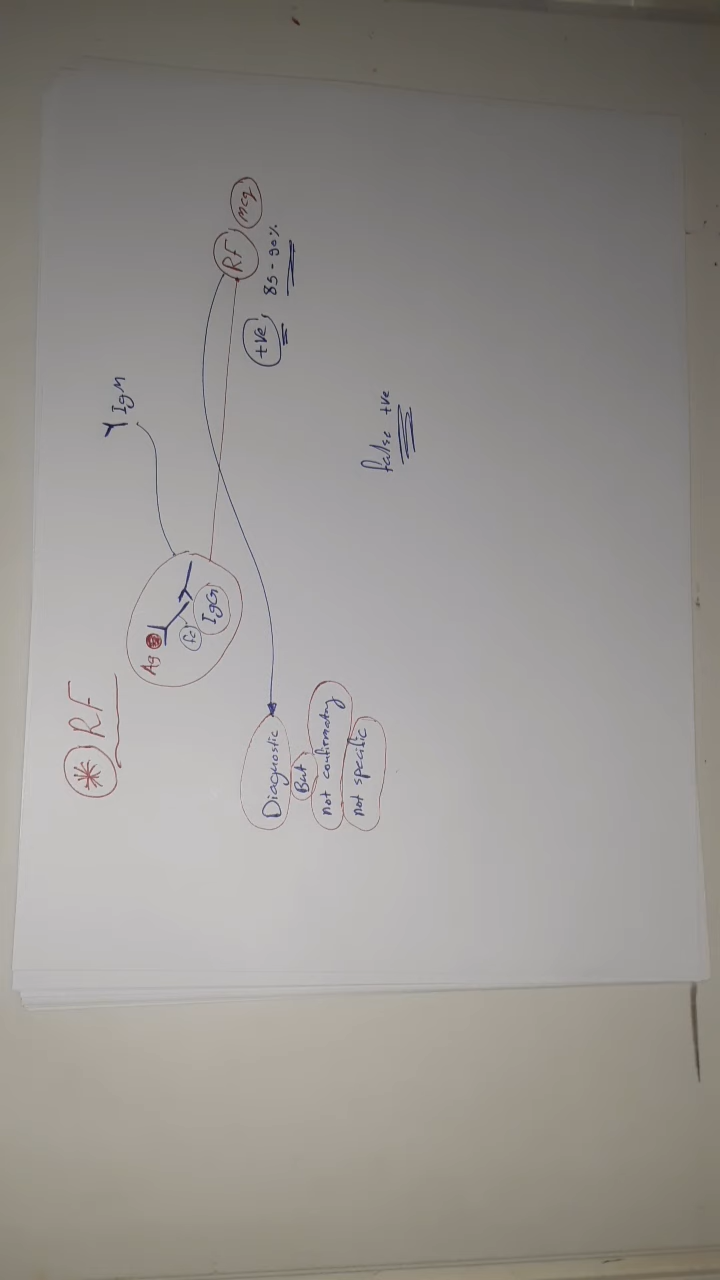 RF
IgM
Ag
Fc
IgG
RF
mcq
+ve
85-90%
Diagnostic
But
not confirmatory
not specific
false +ve